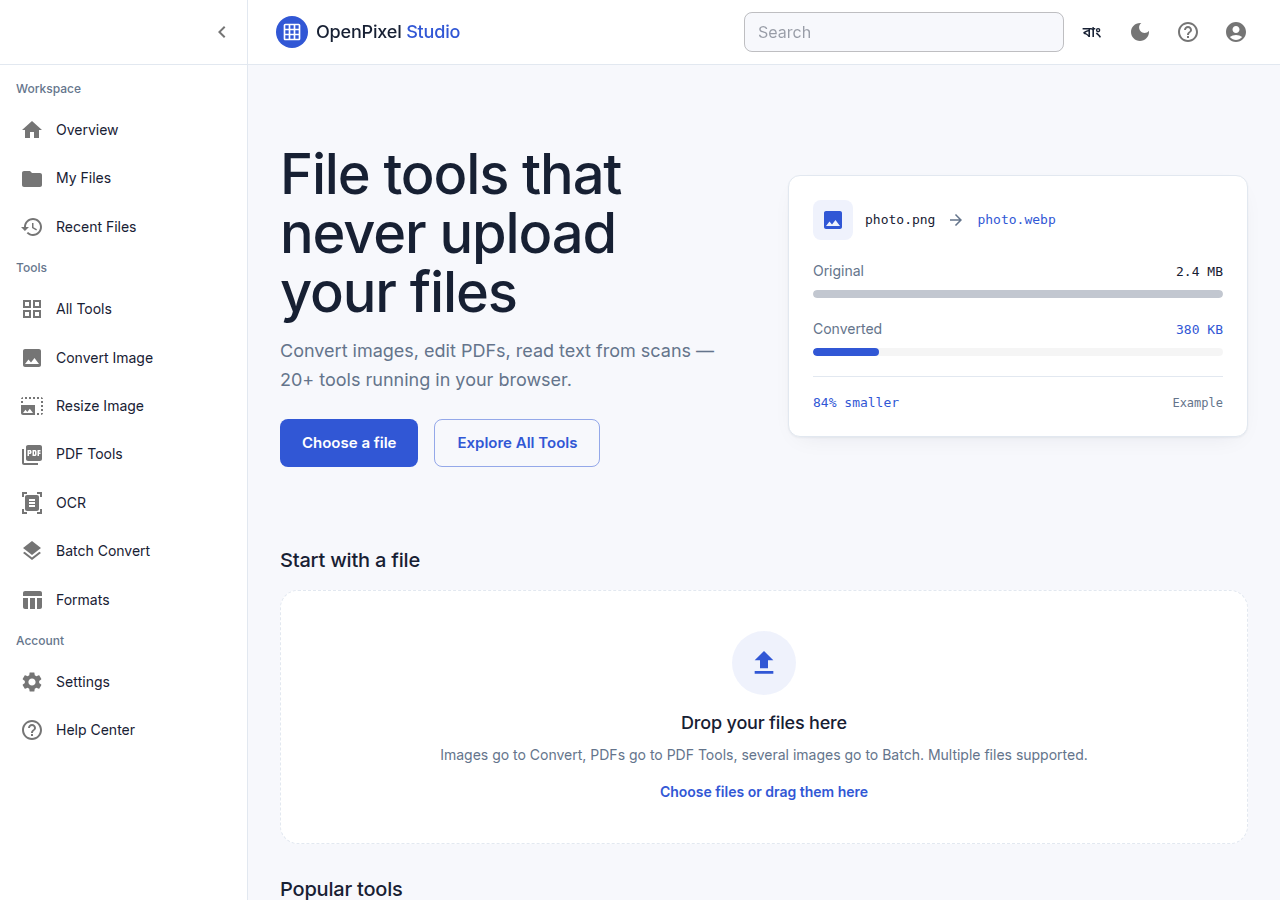 OpenPixel Studio
Search
বাং
Workspace
Overview
My Files
Recent Files
Tools
All Tools
Convert Image
Resize Image
PDF Tools
OCR
Batch Convert
Formats
Account
Settings
Help Center
File tools that
never upload
your files
Convert images, edit PDFs, read text from scans —
20+ tools running in your browser.
Choose a file
Explore All Tools
photo.png → photo.webp
Original 2.4 MB
Converted 380 KB
84% smaller Example
Start with a file
Drop your files here
Images go to Convert, PDFs go to PDF Tools, several images go to Batch. Multiple files supported.
Choose files or drag them here
Popular tools